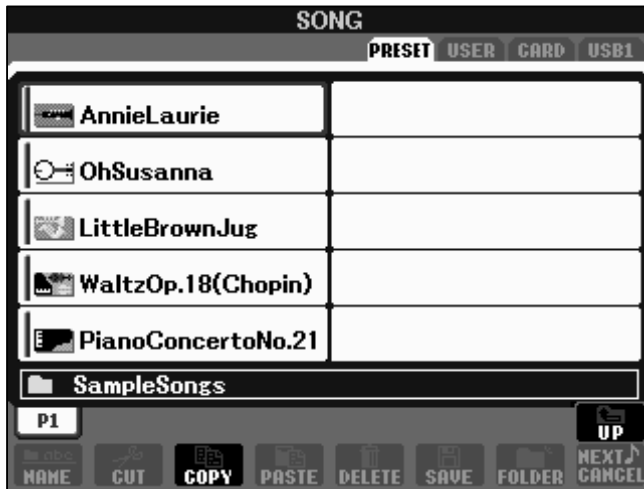 SONG
PRESET USER CARD USB1
AnnieLaurie
OhSusanna
LittleBrownJug
WaltzOp.18(Chopin)
PianoConcertoNo.21
SampleSongs
P1
UP
abc
NAME CUT COPY PASTE DELETE SAVE FOLDER NEXT♪
CANCEL